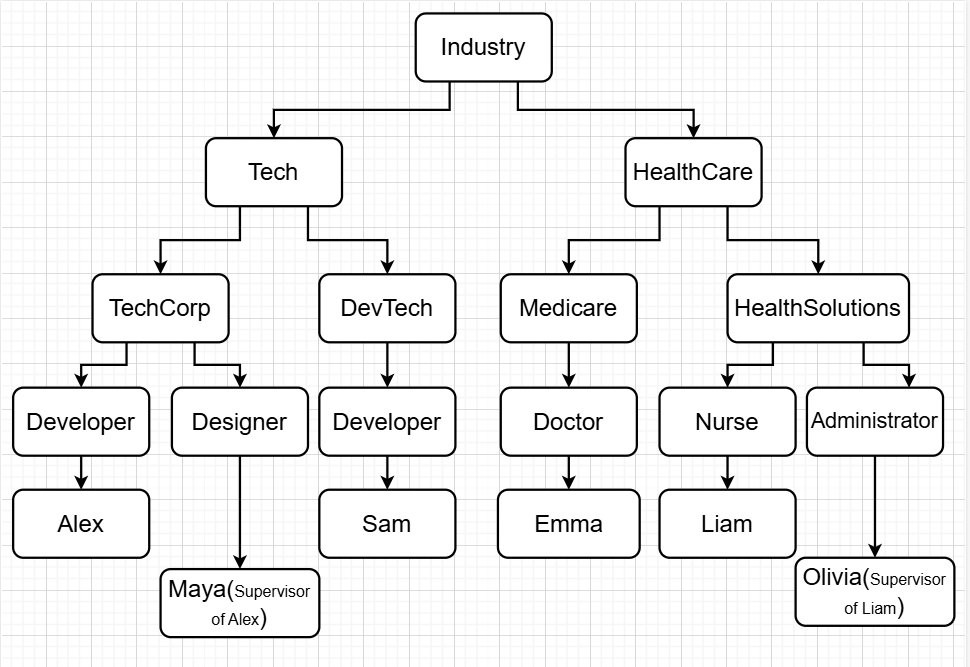 Industry
Tech
HealthCare
TechCorp
DevTech
Medicare
HealthSolutions
Developer
Designer
Developer
Doctor
Nurse
Administrator
Alex
Sam
Emma
Liam
Maya(Supervisor
of Alex)
Olivia(Supervisor
of Liam)